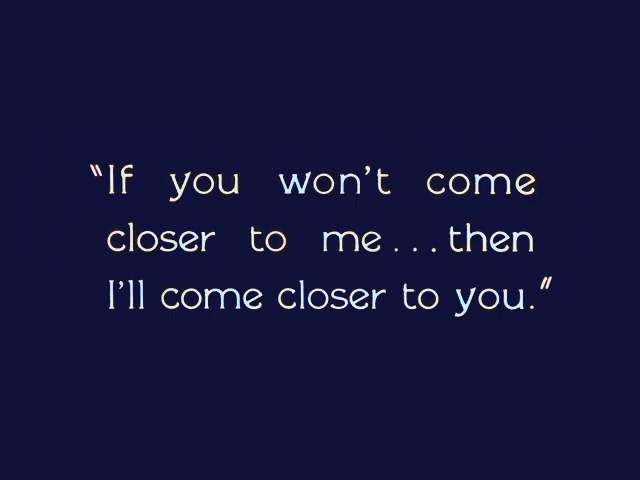 "If you won't come
closer to me...then
I'll come closer to you."